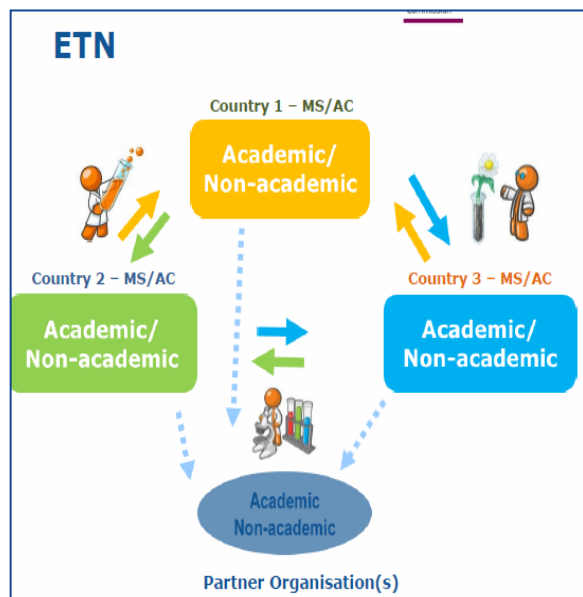 ETN
Country 1 – MS/AC
Academic/
Non-academic
Country 2 – MS/AC
Country 3 – MS/AC
Academic/
Non-academic
Academic/
Non-academic
Academic
Non-academic
Partner Organisation(s)